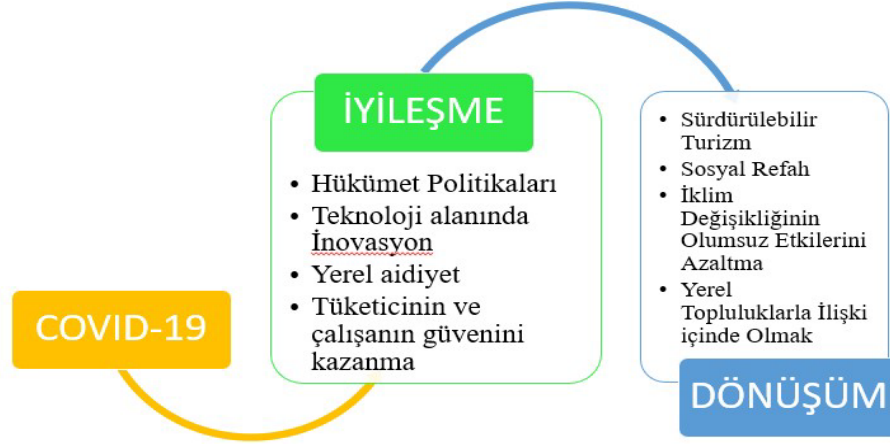 COVID-19
İYİLEŞME
• Hükümet Politikaları
• Teknoloji alanında
İnovasyon
• Yerel aidiyet
• Tüketicinin ve
çalışanın güvenini
kazanma
• Sürdürülebilir
Turizm
• Sosyal Refah
• İklim
Değişikliğinin
Olumsuz Etkilerini
Azaltma
• Yerel
Topluluklarla İlişki
içinde Olmak
DÖNÜŞÜM